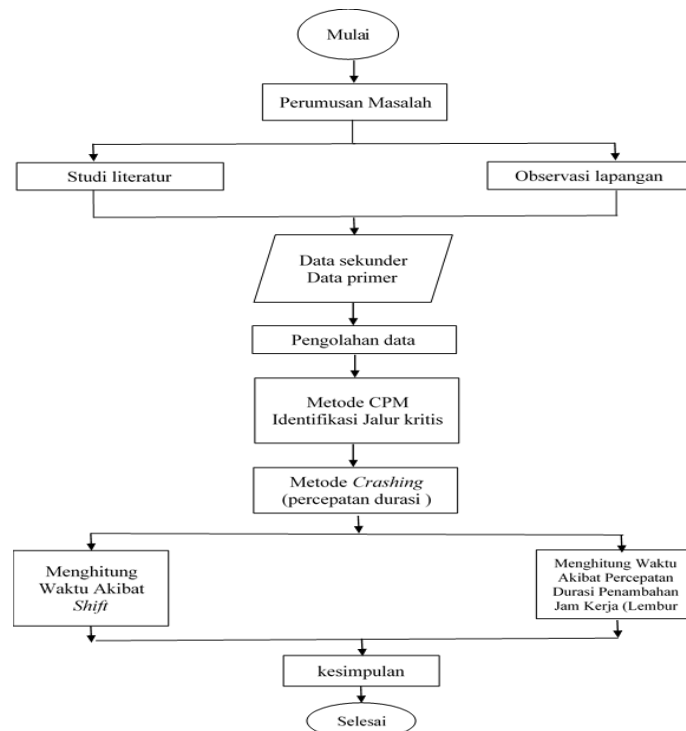 Mulai
Perumusan Masalah
Studi literatur
Observasi lapangan
Data sekunder
Data primer
Pengolahan data
Metode CPM
Identifikasi Jalur kritis
Metode Crashing
(percepatan durasi )
Menghitung
Waktu Akibat
Shift
Menghitung Waktu
Akibat Percepatan
Durasi Penambahan
Jam Kerja (Lembur
kesimpulan
Selesai